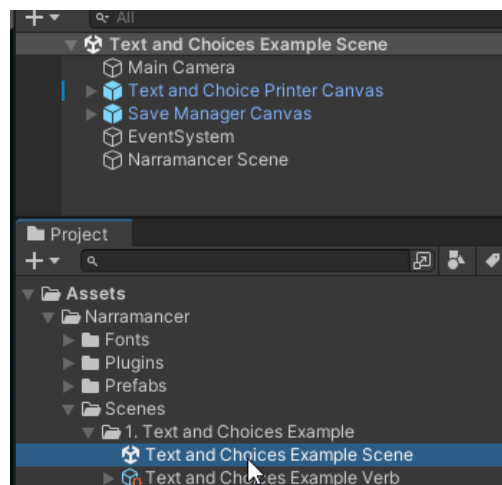 All
Text and Choices Example Scene
Main Camera
Text and Choice Printer Canvas
Save Manager Canvas
EventSystem
Narramancer Scene
Project
Assets
Narramancer
Fonts
Plugins
Prefabs
Scenes
1. Text and Choices Example
Text and Choices Example Scene
Text and Choices Example Verb